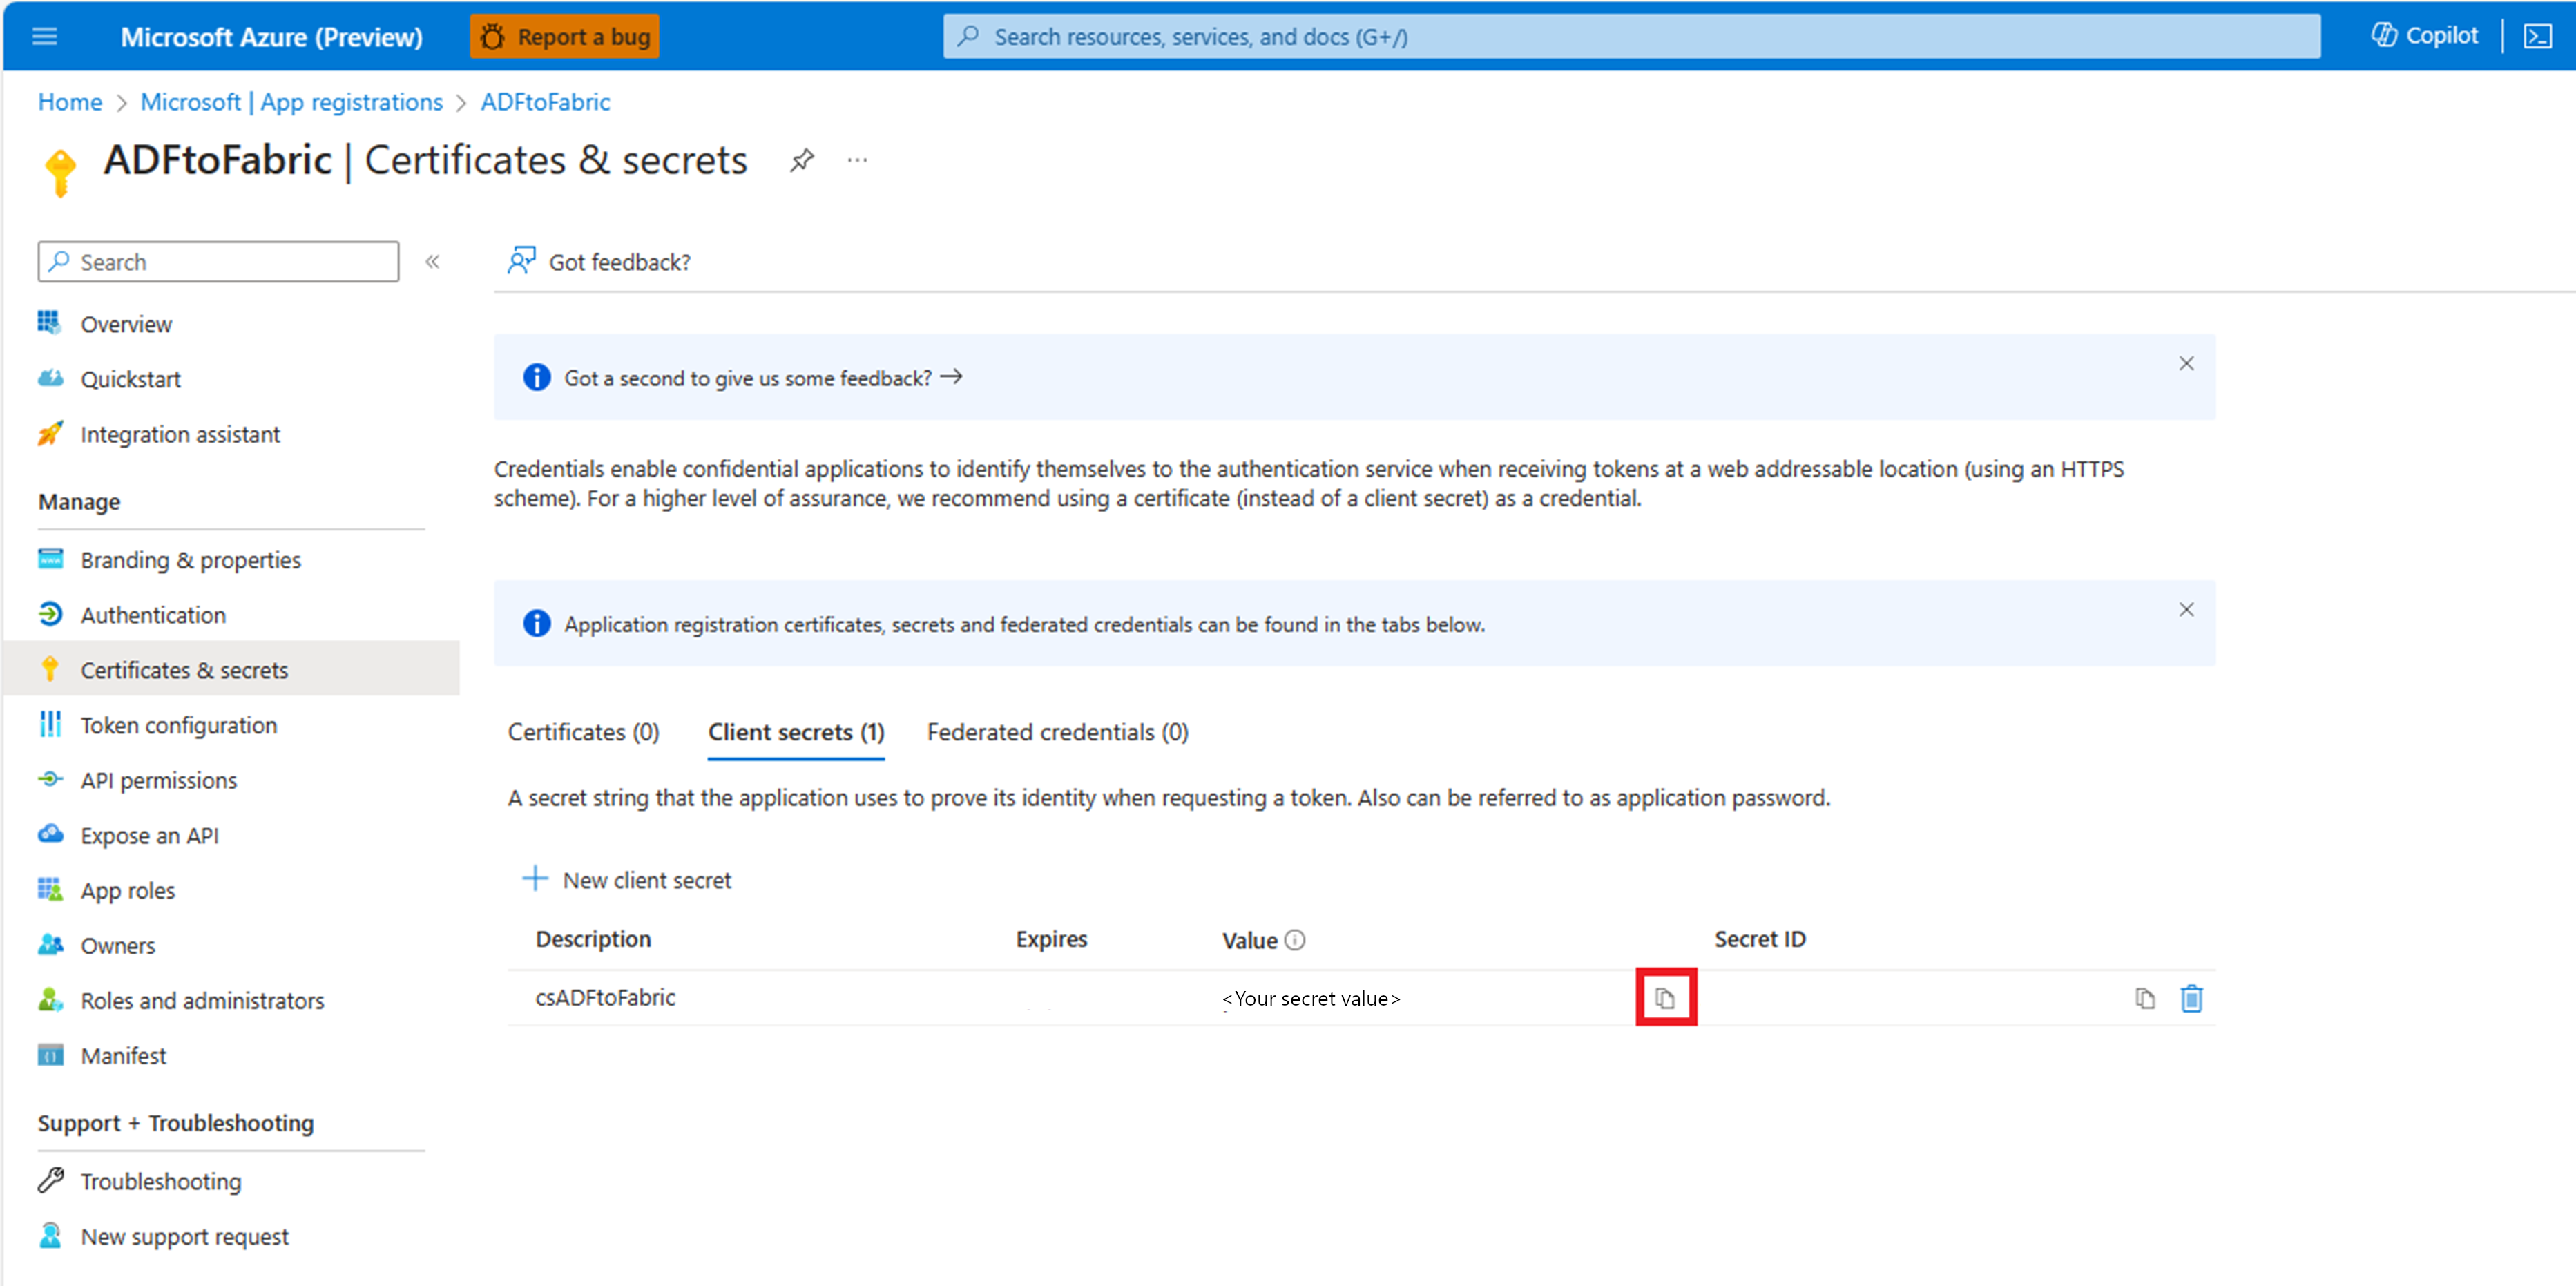 Microsoft Azure (Preview)
Report a bug
Search resources, services, and docs (G+/)
Copilot
Home > Microsoft | App registrations > ADFtoFabric
ADFtoFabric | Certificates & secrets
Search
Overview
Quickstart
Integration assistant
Manage
Branding & properties
Authentication
Certificates & secrets
Token configuration
API permissions
Expose an API
App roles
Owners
Roles and administrators
Manifest
Support + Troubleshooting
Troubleshooting
New support request
Got feedback?
Got a second to give us some feedback? →
Credentials enable confidential applications to identify themselves to the authentication service when receiving tokens at a web addressable location (using an HTTPS
scheme). For a higher level of assurance, we recommend using a certificate (instead of a client secret) as a credential.
Application registration certificates, secrets and federated credentials can be found in the tabs below.
Certificates (0) Client secrets (1) Federated credentials (0)
A secret string that the application uses to prove its identity when requesting a token. Also can be referred to as application password.
New client secret
Description Expires Value Secret ID
csADFtoFabric <Your secret value>